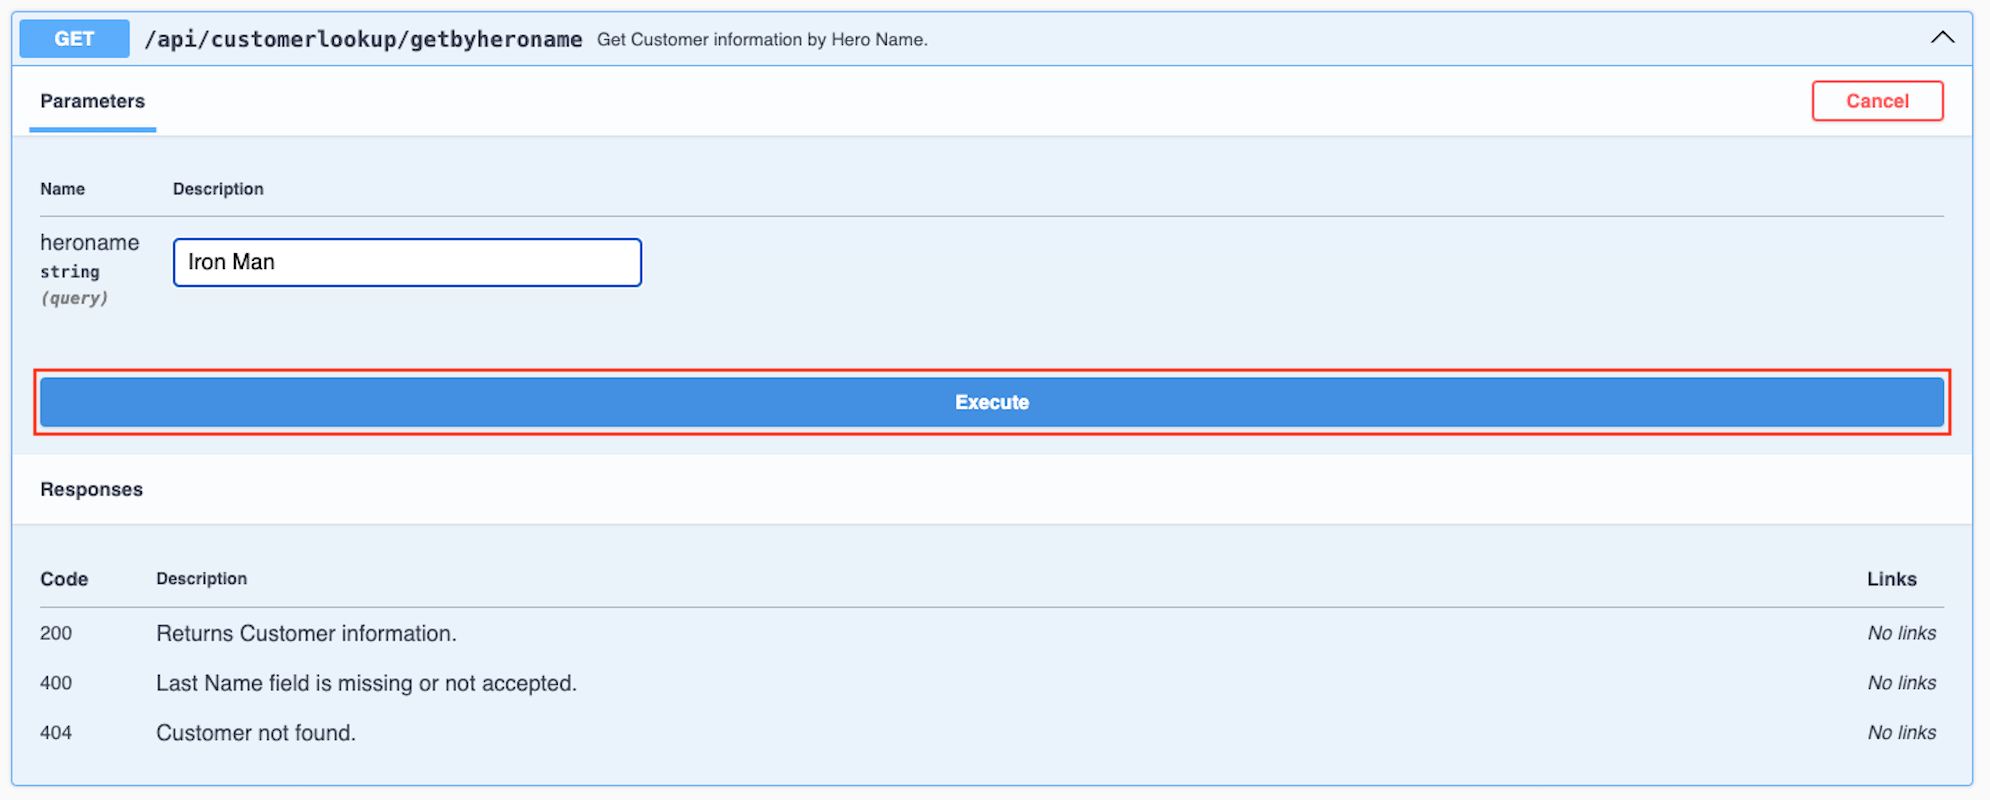 GET /api/customerlookup/getbyheroname Get Customer information by Hero Name.
Parameters Cancel
Name Description
heroname
string
(query)
Iron Man
Execute
Responses
Code Description Links
200 Returns Customer information. No links
400 Last Name field is missing or not accepted. No links
404 Customer not found. No links